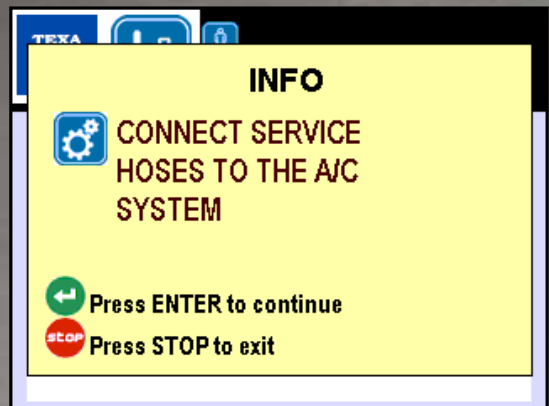 TEXA
INFO
CONNECT SERVICE
HOSES TO THE A/C
SYSTEM
Press ENTER to continue
stop Press STOP to exit